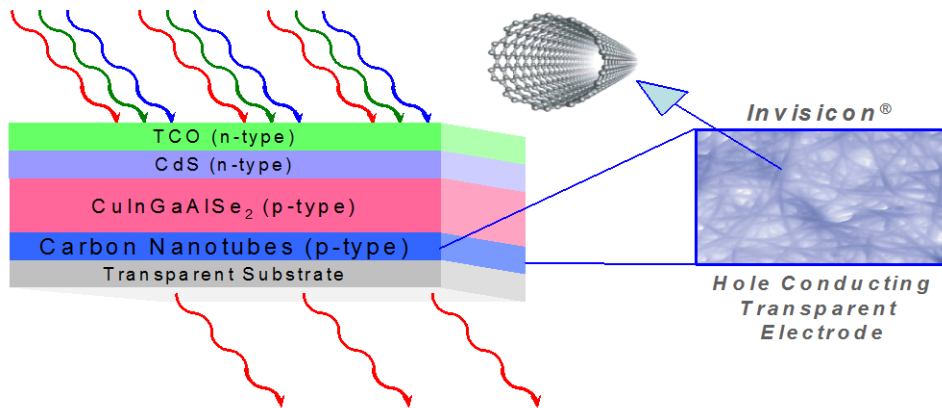 TCO (n-type)
CdS (n-type)
CuInGaAlSe₂ (p-type)
Carbon Nanotubes (p-type)
Transparent Substrate
Invisicon®
Hole Conducting
Transparent
Electrode